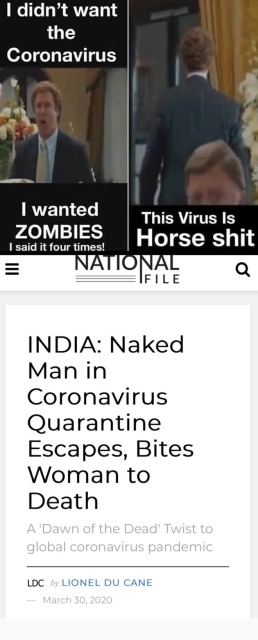 I didn't want
the
Coronavirus
I wanted
ZOMBIES
I said it four times!
This Virus Is
Horse shit
NATIONAL
FILE
INDIA: Naked
Man in
Coronavirus
Quarantine
Escapes, Bites
Woman to
Death
A 'Dawn of the Dead' Twist to
global coronavirus pandemic
LDC by LIONEL DU CANE
— March 30, 2020